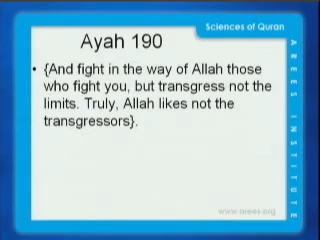 Sciences of Quran
Ayah 190
• {And fight in the way of Allah those
who fight you, but transgress not the
limits. Truly, Allah likes not the
transgressors}.
AREES INSTITUTE
www.arees.org